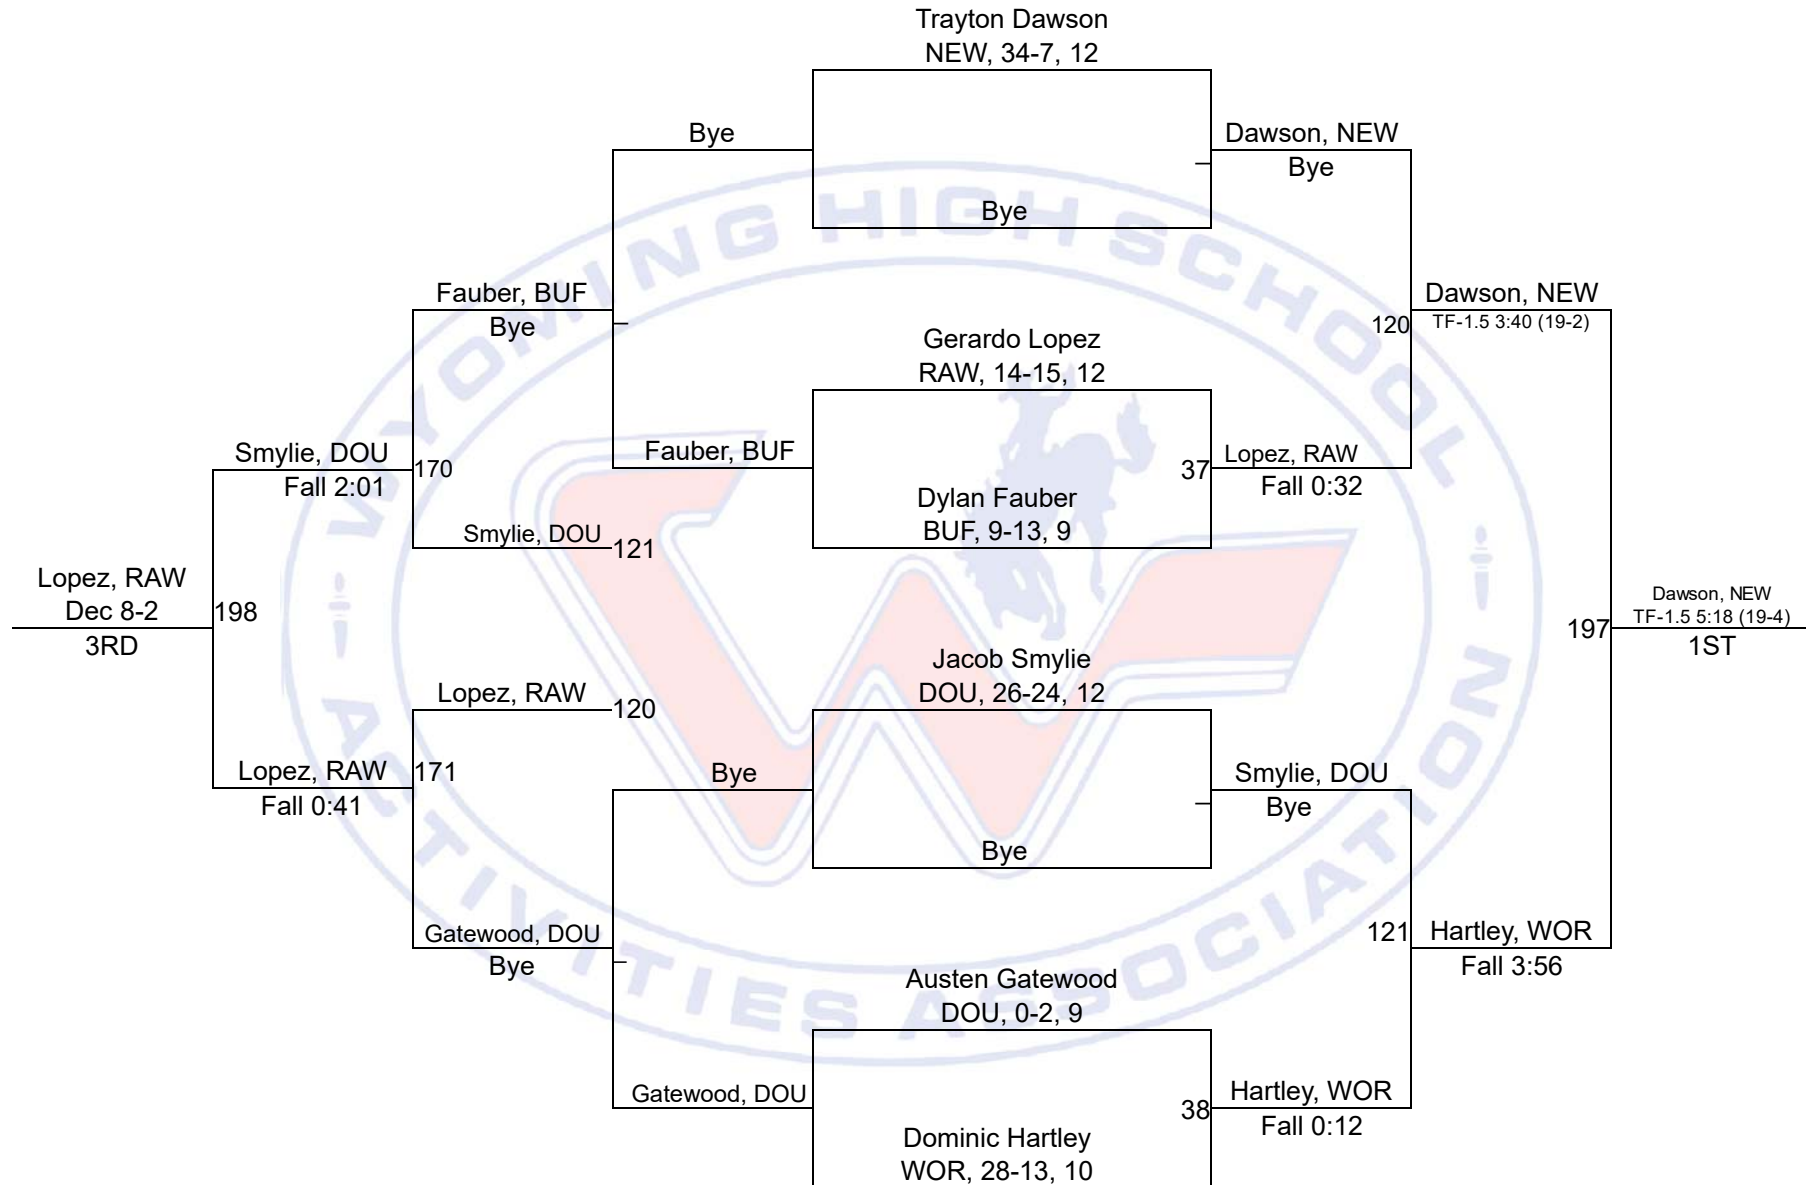 Trayton Dawson
NEW, 34-7, 12
Bye
Dawson, NEW
Bye
Bye
Fauber, BUF
Bye
Dawson, NEW
TF-1.5 3:40 (19-2)
120
Gerardo Lopez
RAW, 14-15, 12
Smylie, DOU
Fall 2:01
170
Fauber, BUF
37
Lopez, RAW
Fall 0:32
Dylan Fauber
BUF, 9-13, 9
Smylie, DOU
121
Lopez, RAW
Dec 8-2
3RD
198
197
Dawson, NEW
TF-1.5 5:18 (19-4)
1ST
Jacob Smylie
DOU, 26-24, 12
Lopez, RAW
120
Lopez, RAW
Fall 0:41
171
Bye
Smylie, DOU
Bye
Bye
Gatewood, DOU
Bye
121
Hartley, WOR
Fall 3:56
Austen Gatewood
DOU, 0-2, 9
Gatewood, DOU
38
Hartley, WOR
Fall 0:12
Dominic Hartley
WOR, 28-13, 10
WYOMING HIGH SCHOOL
ACTIVITIES ASSOCIATION